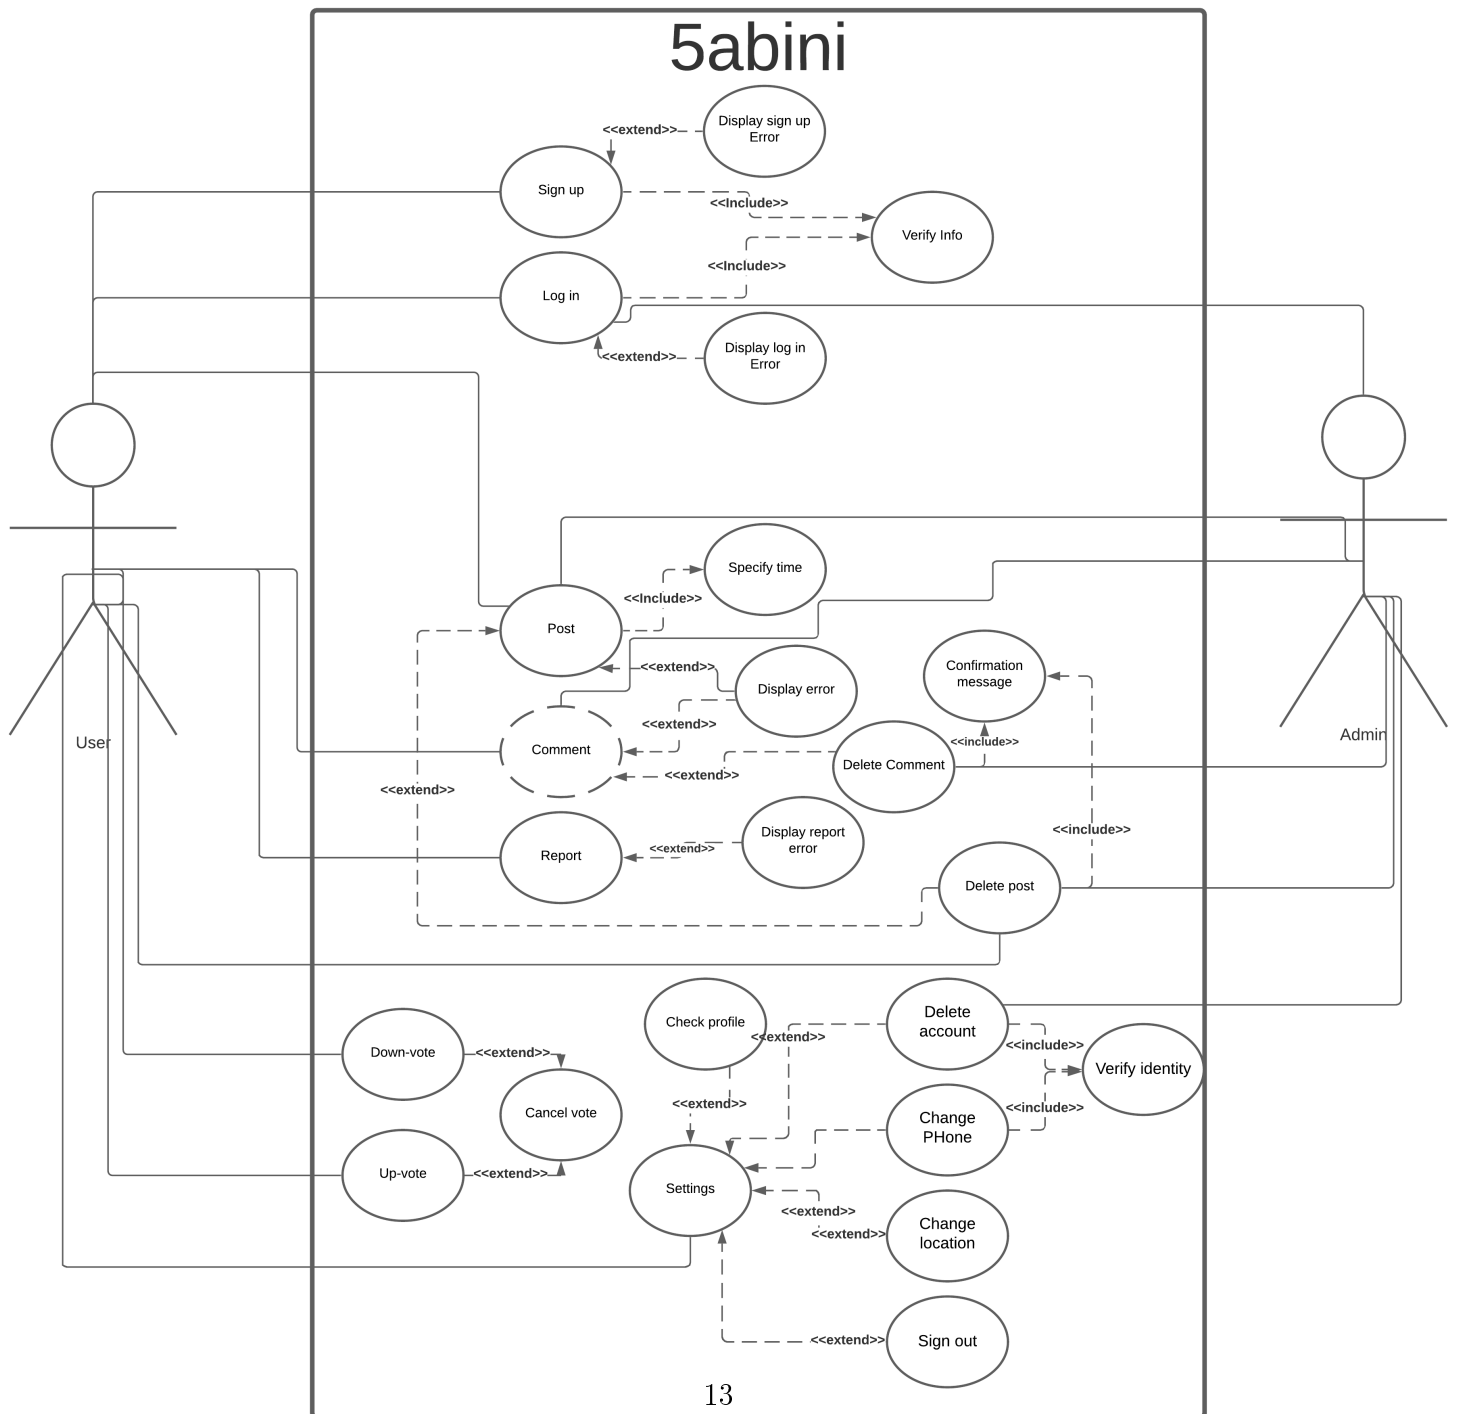 5abini
Display sign up
Error
<<extend>>
Sign up
<<Include>>
Verify Info
<<Include>>
Log in
Display log in
Error
<<extend>>
Specify time
<<Include>>
Post
<<extend>>
Confirmation
message
Display error
<<extend>>
User
Admin
<<include>>
Comment
Delete Comment
<<extend>>
<<extend>>
<<include>>
Display report
error
<<extend>>
Report
Delete post
Check profile
Delete
account
<<extend>>
<<include>>
Down-vote
<<extend>>
Verify identity
<<extend>>
<<include>>
Cancel vote
Change
PHone
Up-vote
<<extend>>
Settings
<<extend>>
<<extend>>
Change
location
<<extend>>
Sign out
13